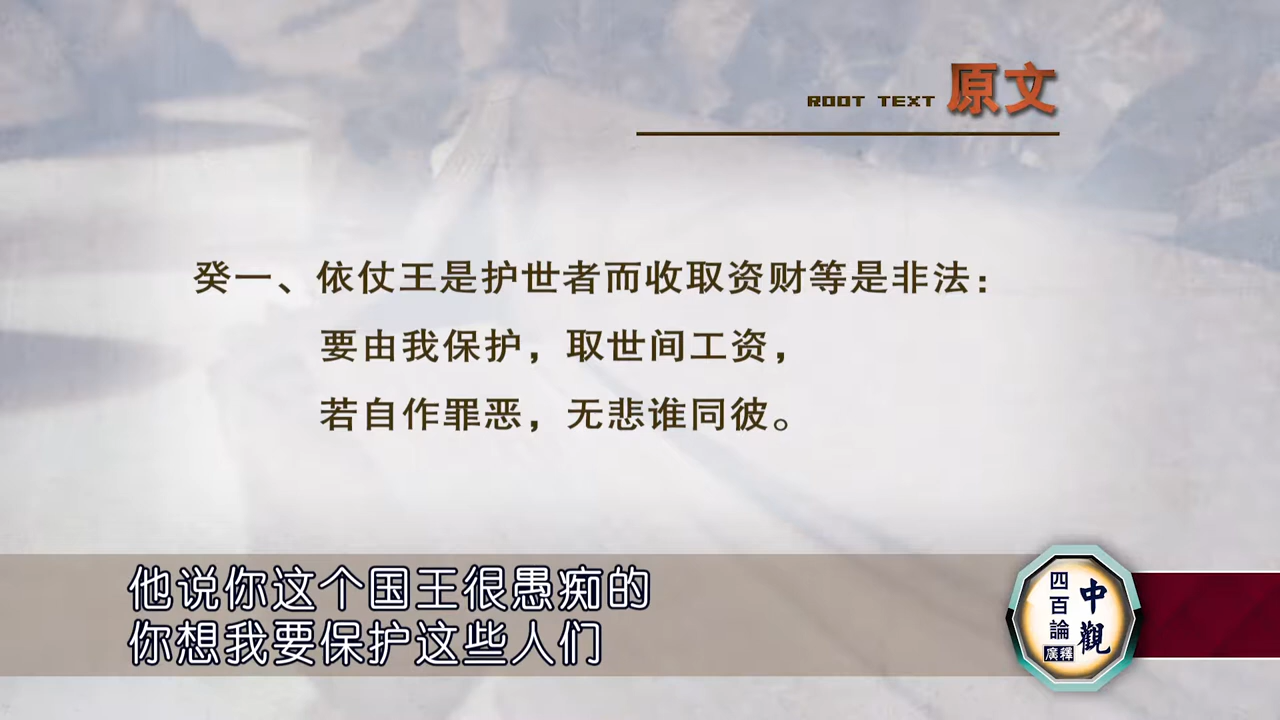 ROOT TEXT 原文
癸一、依仗王是护世者而收取资财等是非法：
要由我保护，取世间工资，
若自作罪恶，无悲谁同彼。
他说你这个国王很愚痴的
你想我要保护这些人们
中觀
四百論
廣釋